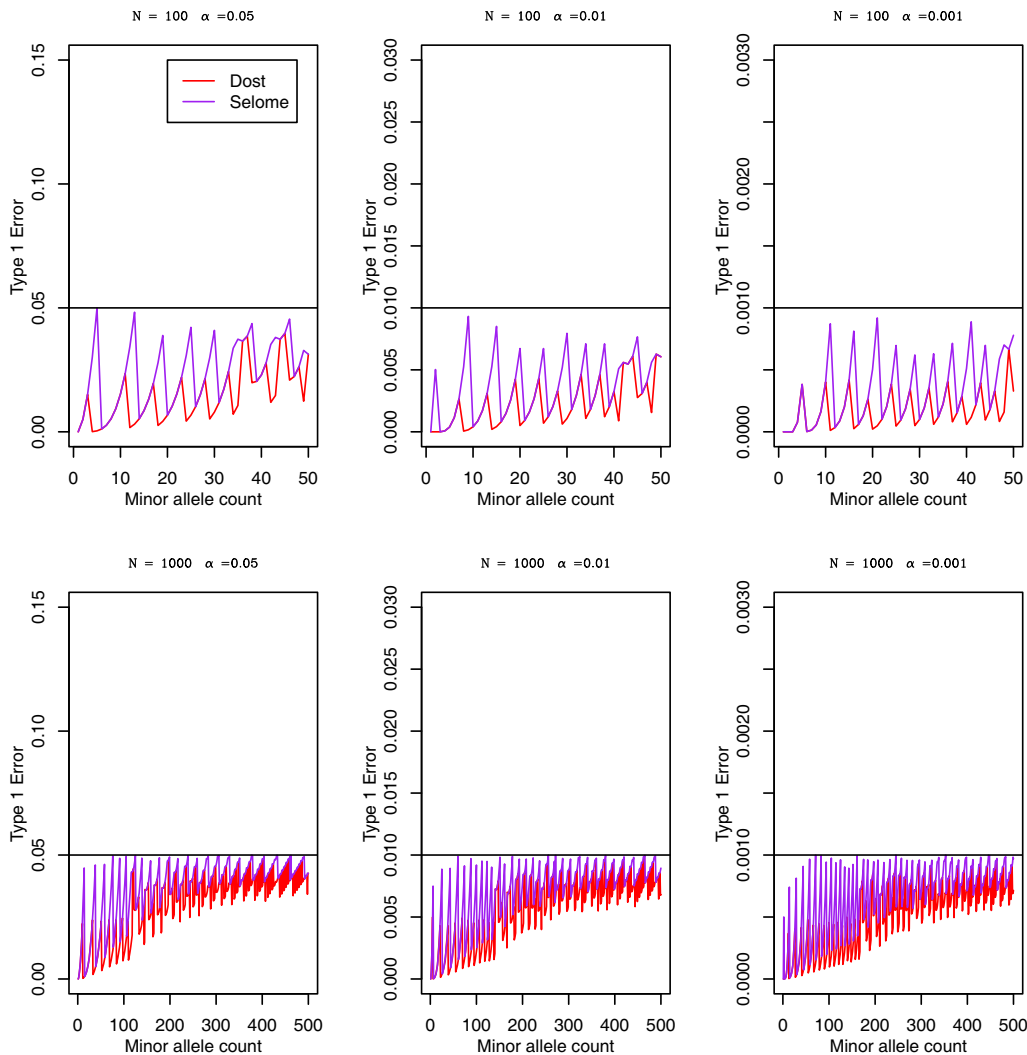 N = 100 α =0.05
N = 100 α =0.01
N = 100 α =0.001
Type 1 Error
0.00 0.05 0.10 0.15
Dost
Selome
0 10 20 30 40 50
Minor allele count
Type 1 Error
0.000 0.005 0.010 0.015 0.020 0.025 0.030
0 10 20 30 40 50
Minor allele count
Type 1 Error
0.0000 0.0010 0.0020 0.0030
0 10 20 30 40 50
Minor allele count
N = 1000 α =0.05
N = 1000 α =0.01
N = 1000 α =0.001
Type 1 Error
0.00 0.05 0.10 0.15
0 100 200 300 400 500
Minor allele count
Type 1 Error
0.000 0.005 0.010 0.015 0.020 0.025 0.030
0 100 200 300 400 500
Minor allele count
Type 1 Error
0.0000 0.0010 0.0020 0.0030
0 100 200 300 400 500
Minor allele count